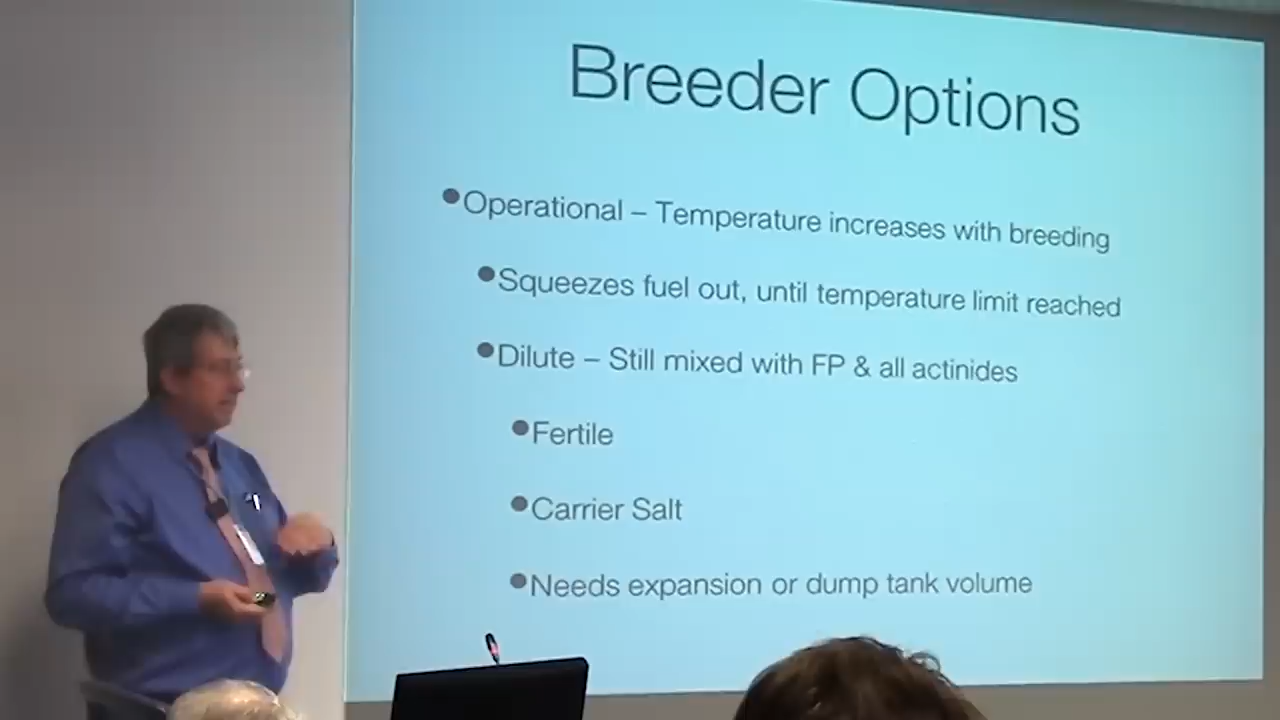 Breeder Options
Operational – Temperature increases with breeding
Squeezes fuel out, until temperature limit reached
Dilute – Still mixed with FP & all actinides
Fertile
Carrier Salt
Needs expansion or dump tank volume